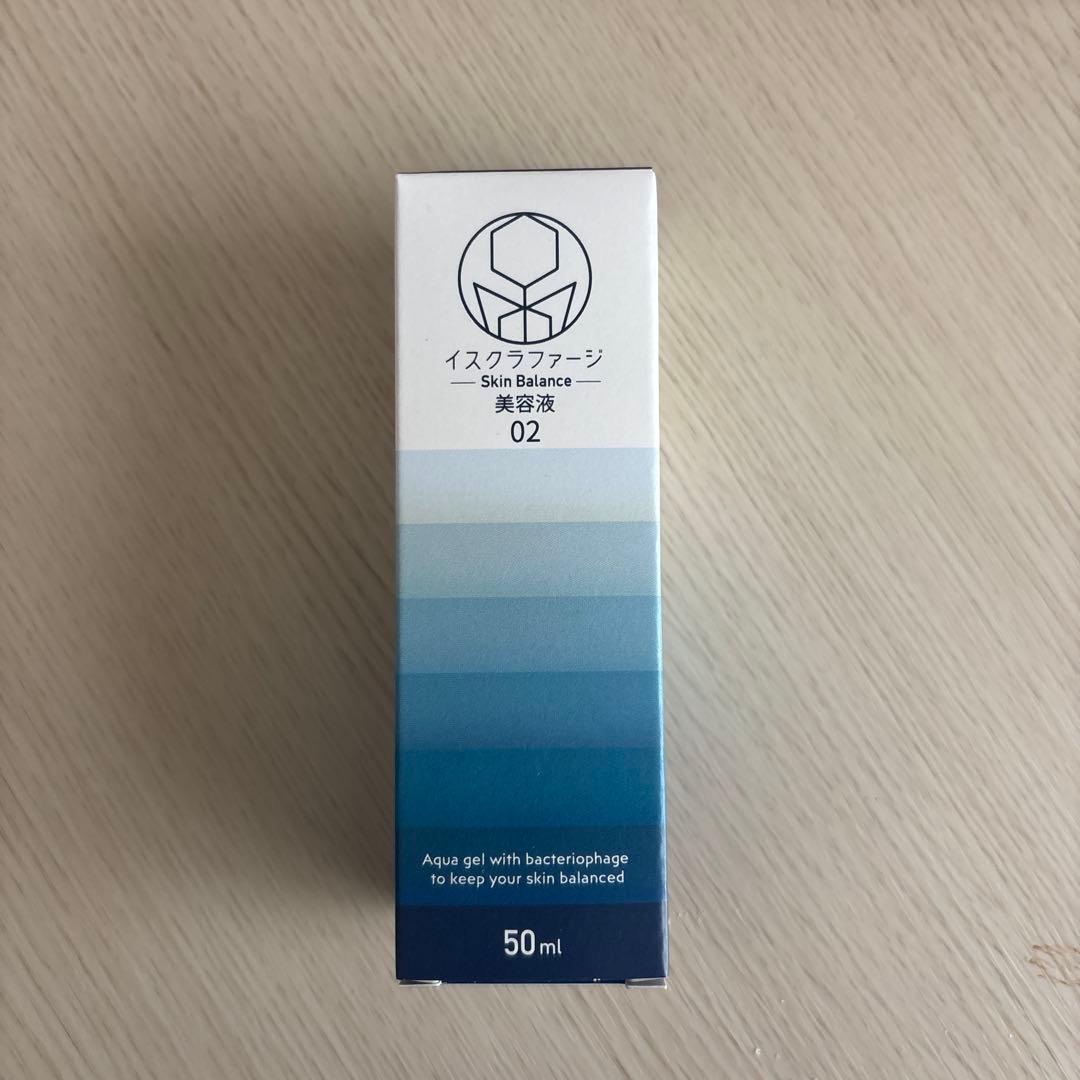 イスクラファージ
Skin Balance
美容液
02
Aqua gel with bacteriophage
to keep your skin balanced
50ml